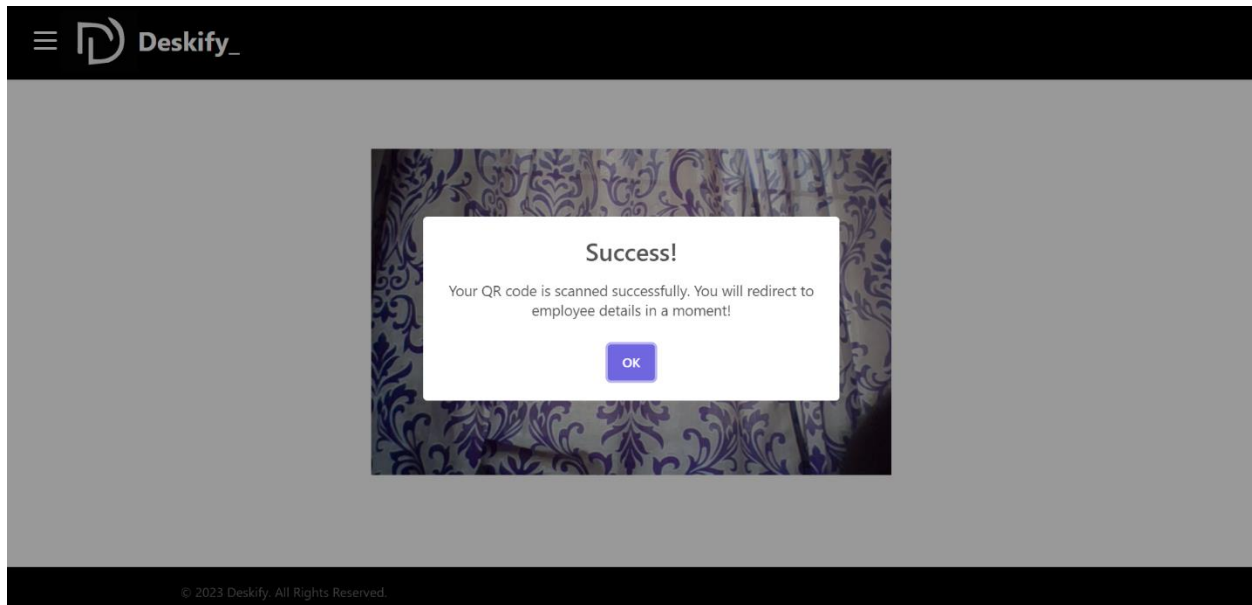 Deskify_
Success!
Your QR code is scanned successfully. You will redirect to
employee details in a moment!
OK
© 2023 Deskify. All Rights Reserved.